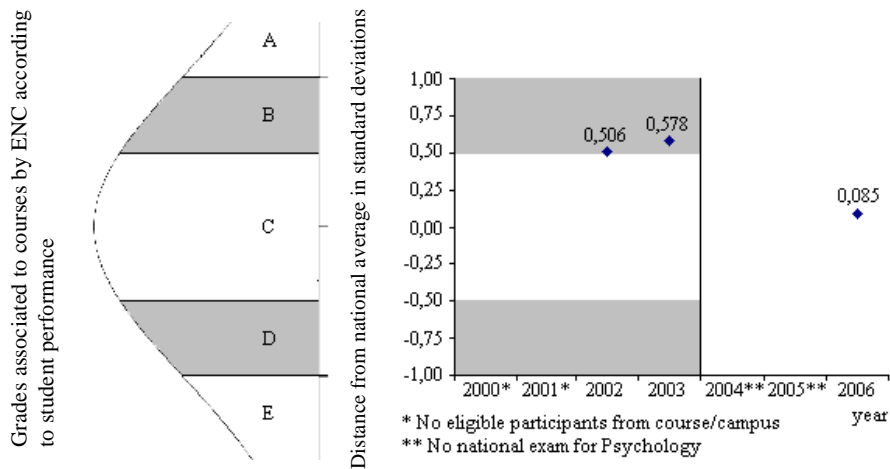 Grades associated to courses by ENC according
to student performance
A
B
C
D
E
Distance from national average in standard deviations
1,00
0,75
0,50
0,25
0,00
-0,25
-0,50
-0,75
-1,00
0,506
0,578
0,085
2000* 2001* 2002 2003 2004** 2005** 2006
year
* No eligible participants from course/campus
** No national exam for Psychology